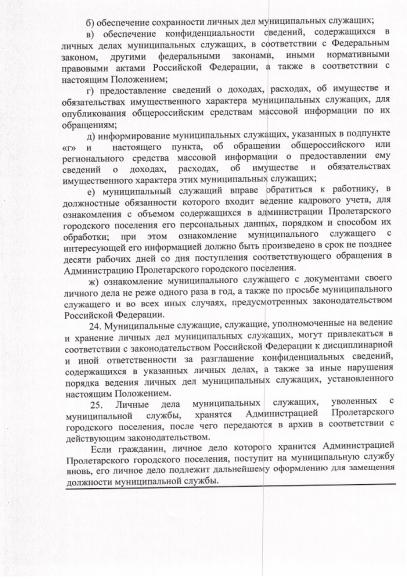 б) обеспечение сохранности личных дел муниципальных служащих;
в) обеспечение конфиденциальности сведений, содержащихся в
личных делах муниципальных служащих, в соответствии с Федеральным
законом, другими федеральными законами, иными нормативными
правовыми актами Российской Федерации, а также в соответствии с
настоящим Положением;
г) предоставление сведений о доходах, расходах, об имуществе и
обязательствах имущественного характера муниципальных служащих, для
опубликования общероссийским средствам массовой информации по их
обращениям;
д) информирование муниципальных служащих, указанных в подпункте
«г» и настоящего пункта, об обращении общероссийского или
регионального средства массовой информации о предоставлении ему
сведений о доходах, расходах, об имуществе и обязательствах
имущественного характера этих муниципальных служащих;
е) муниципальный служащий вправе обратиться к работнику, в
должностные обязанности которого входит ведение кадрового учета, для
ознакомления с объемом содержащихся в администрации Пролетарского
городского поселения его персональных данных, порядком и способом их
обработки; при этом ознакомление муниципального служащего с
интересующей его информацией должно быть произведено в срок не позднее
десяти рабочих дней со дня поступления соответствующего обращения в
Администрацию Пролетарского городского поселения.
ж) ознакомление муниципального служащего с документами своего
личного дела не реже одного раза в год, а также по просьбе муниципального
служащего и во всех иных случаях, предусмотренных законодательством
Российской Федерации.
24. Муниципальные служащие, служащие, уполномоченные на ведение
и хранение личных дел муниципальных служащих, могут привлекаться в
соответствии с законодательством Российской Федерации к дисциплинарной
и иной ответственности за разглашение конфиденциальных сведений,
содержащихся в указанных личных делах, а также за иные нарушения
порядка ведения личных дел муниципальных служащих, установленного
настоящим Положением.
25. Личные дела муниципальных служащих, уволенных с
муниципальной службы, хранятся Администрацией Пролетарского
городского поселения, после чего передаются в архив в соответствии с
действующим законодательством.
Если гражданин, личное дело которого хранится Администрацией
Пролетарского городского поселения, поступит на муниципальную службу
вновь, его личное дело подлежит дальнейшему оформлению для замещения
должности муниципальной службы.